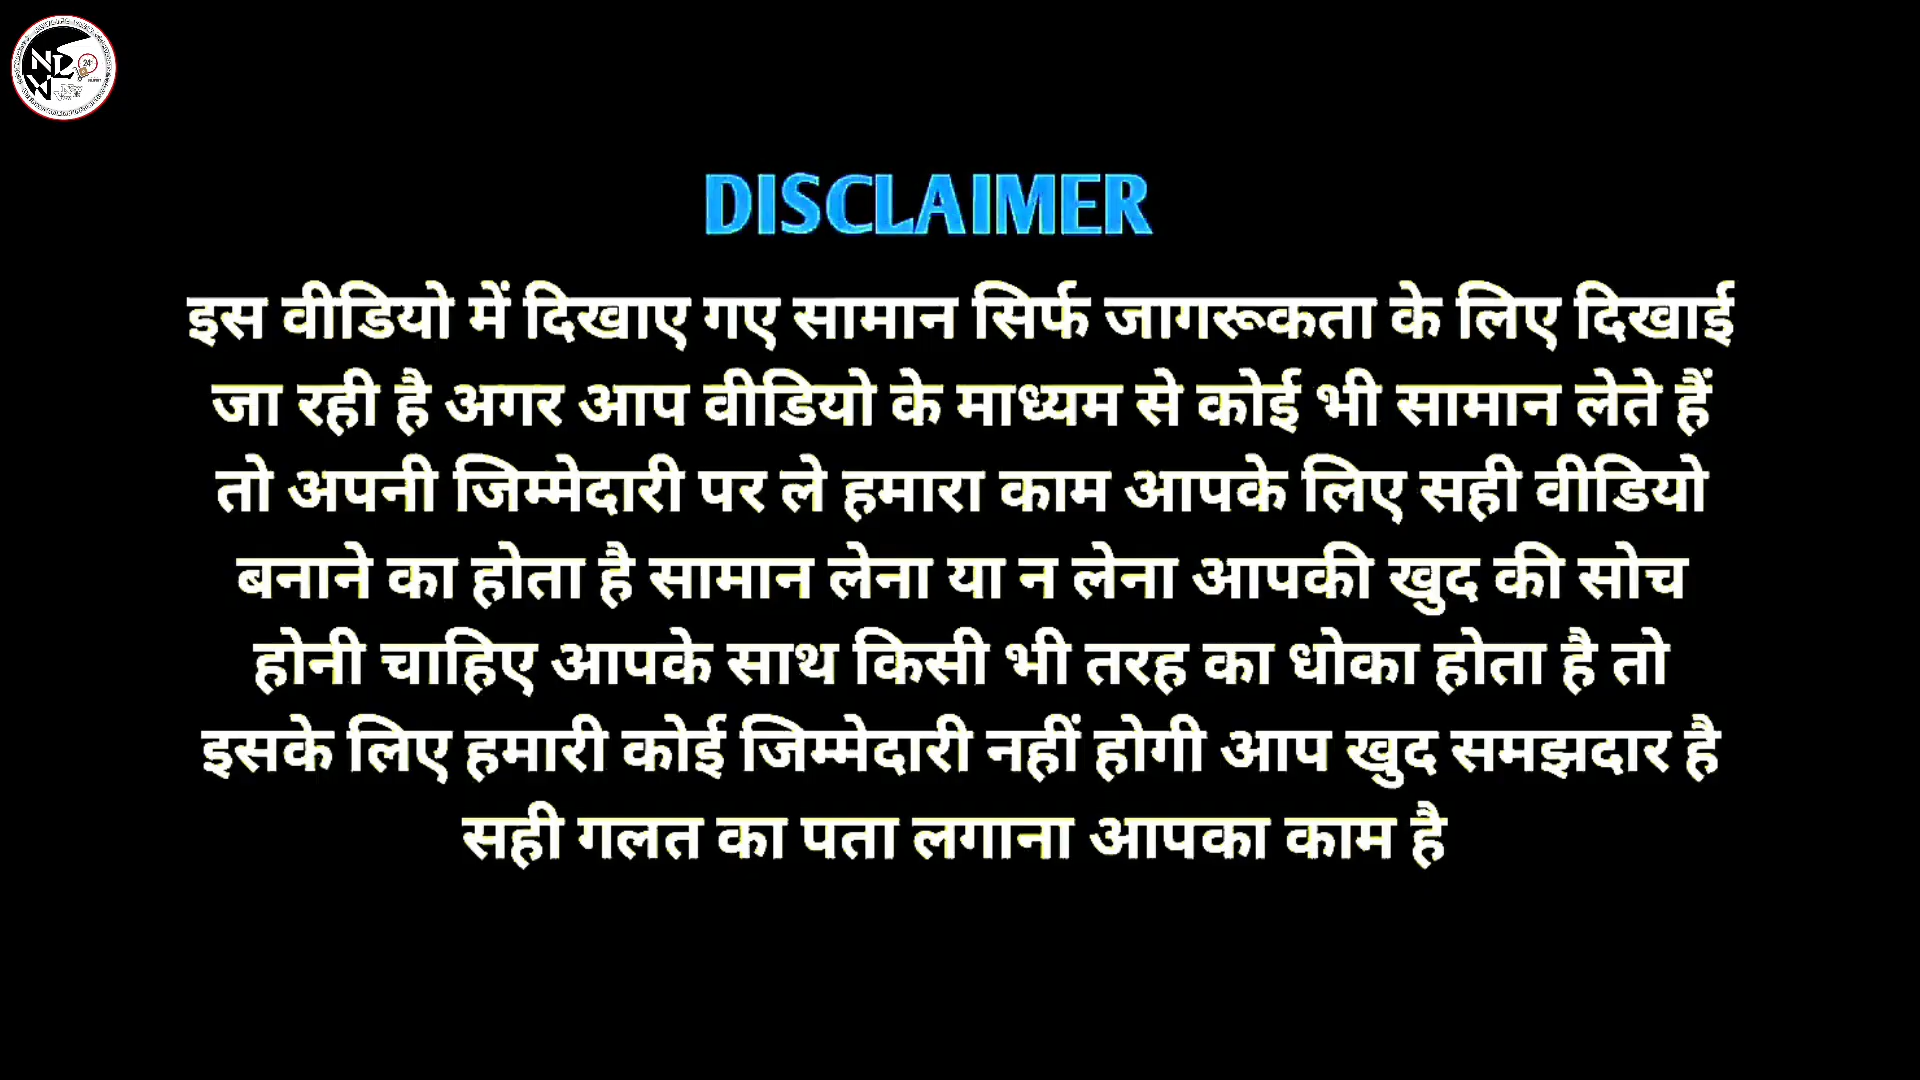 DISCLAIMER
इस वीडियो में दिखाए गए सामान सिर्फ जागरूकता के लिए दिखाई
जा रही है अगर आप वीडियो के माध्यम से कोई भी सामान लेते हैं
तो अपनी जिम्मेदारी पर ले हमारा काम आपके लिए सही वीडियो
बनाने का होता है सामान लेना या न लेना आपकी खुद की सोच
होनी चाहिए आपके साथ किसी भी तरह का धोका होता है तो
इसके लिए हमारी कोई जिम्मेदारी नहीं होगी आप खुद समझदार है
सही गलत का पता लगाना आपका काम है